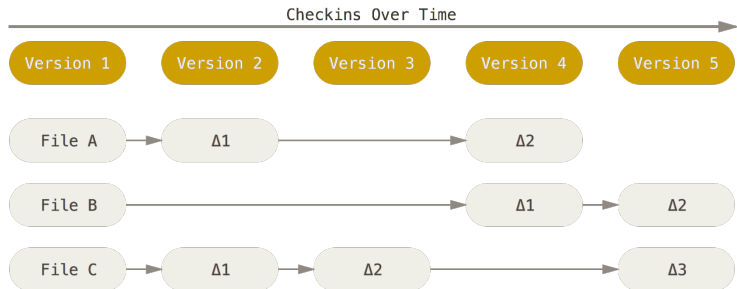 Checkins Over Time
Version 1 Version 2 Version 3 Version 4 Version 5
File A Δ1 Δ2
File B Δ1 Δ2
File C Δ1 Δ2 Δ3